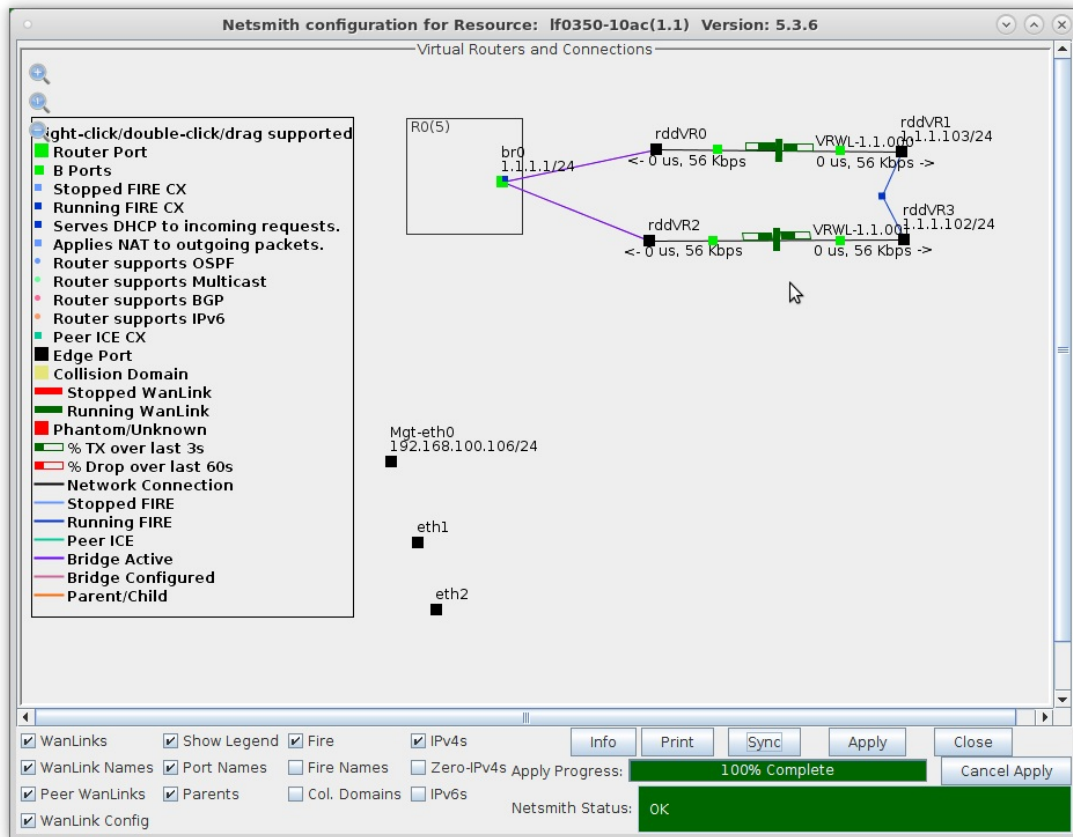 Netsmith configuration for Resource: lf0350-10ac(1.1) Version: 5.3.6
Virtual Routers and Connections
ight-click/double-click/drag supported
Router Port
B Ports
Stopped FIRE CX
Running FIRE CX
Serves DHCP to incoming requests.
Applies NAT to outgoing packets.
Router supports OSPF
Router supports Multicast
Router supports BGP
Router supports IPv6
Peer ICE CX
Edge Port
Collision Domain
Stopped WanLink
Running WanLink
Phantom/Unknown
% TX over last 3s
% Drop over last 60s
Network Connection
Stopped FIRE
Running FIRE
Peer ICE
Bridge Active
Bridge Configured
Parent/Child
R0(5)
br0
1.1.1.1/24
rddVR0
<- 0 us, 56 Kbps
VRWL-1.1.000
0 us, 56 Kbps ->
rddVR1
1.1.1.103/24
rddVR2
<- 0 us, 56 Kbps
VRWL-1.1.001
0 us, 56 Kbps ->
rddVR3
1.1.1.102/24
Mgt-eth0
192.168.100.106/24
eth1
eth2
WanLinks
Show Legend
Fire
IPv4s
Info
Print
Sync
Apply
Close
WanLink Names
Port Names
Fire Names
Zero-IPv4s
Apply Progress:
100% Complete
Cancel Apply
Peer WanLinks
Parents
Col. Domains
IPv6s
Netsmith Status:
OK
WanLink Config